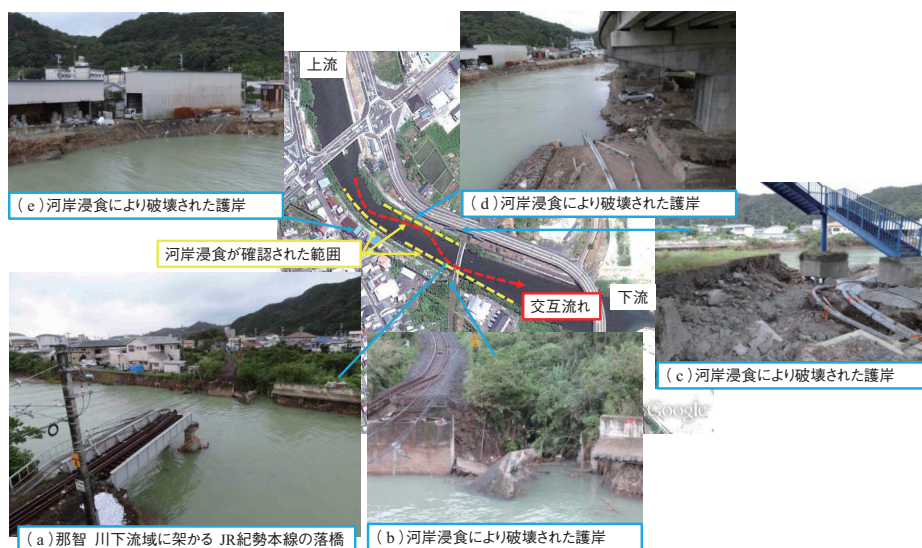 上流
(e)河岸浸食により破壊された護岸
(d)河岸浸食により破壊された護岸
河岸浸食が確認された範囲
交互流れ
下流
(c)河岸浸食により破壊された護岸
Google
(a)那智 川下流域に架かる JR紀勢本線の落橋
(b)河岸浸食により破壊された護岸